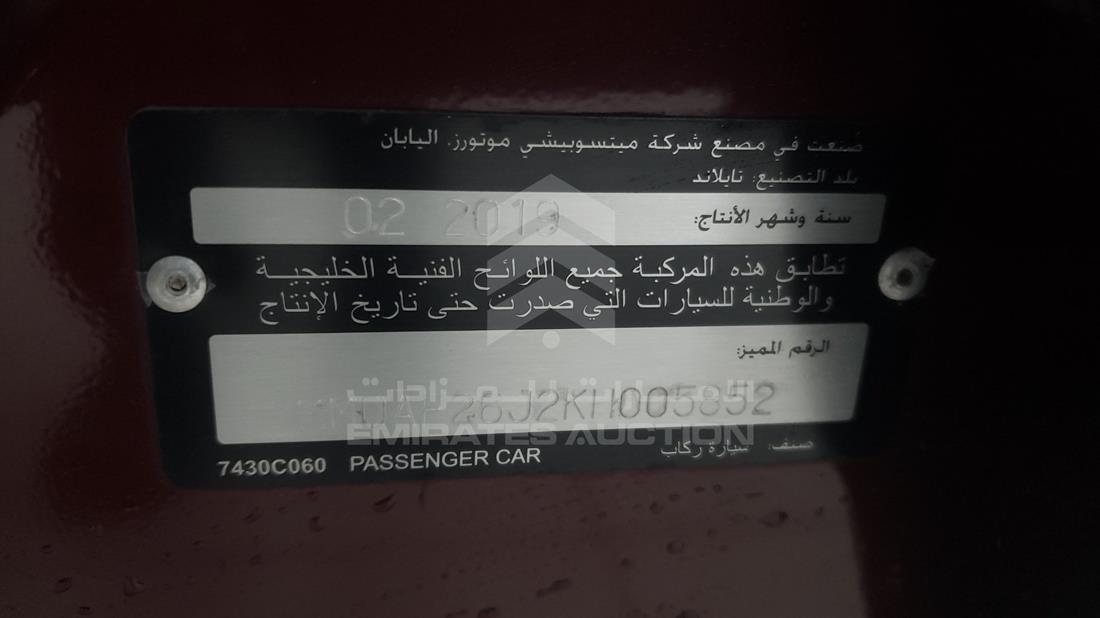 صُنعت في مصنع شركة ميتسوبيشي موتورز. اليابان
بلد التصنيع: تايلاند
سنة وشهر الأنتاج: 02 2019
تطابق هذه المركبة جميع اللوائح الفنية الخليجية
والوطنية للسيارات التي صدرت حتى تاريخ الإنتاج
الرقم المميز:
الإمارات للمزادات
EMIRATES AUCTION
صنف: سيارة ركاب
7430C060 PASSENGER CAR